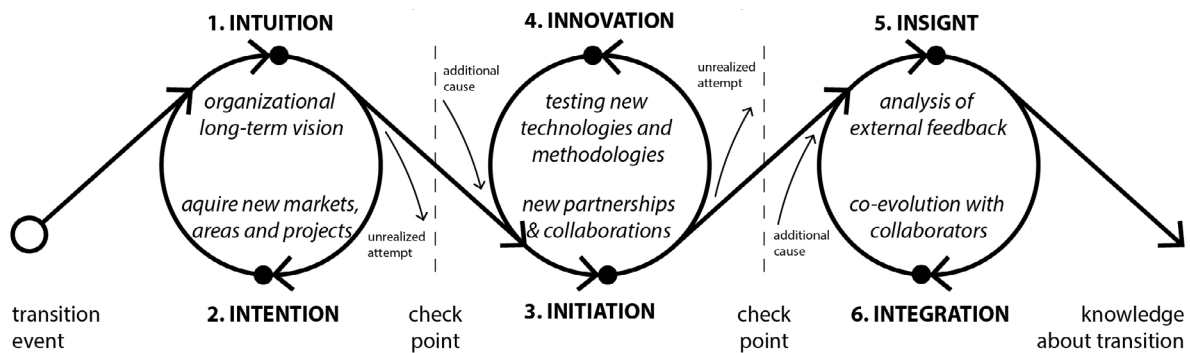 1. INTUITION
4. INNOVATION
5. INSIGNT
organizational
long-term vision
additional
cause
testing new
technologies and
methodologies
unrealized
attempt
analysis of
external feedback
aquire new markets,
areas and projects
unrealized
attempt
new partnerships
& collaborations
additional
cause
co-evolution with
collaborators
transition
event
2. INTENTION
check
point
3. INITIATION
check
point
6. INTEGRATION
knowledge
about transition